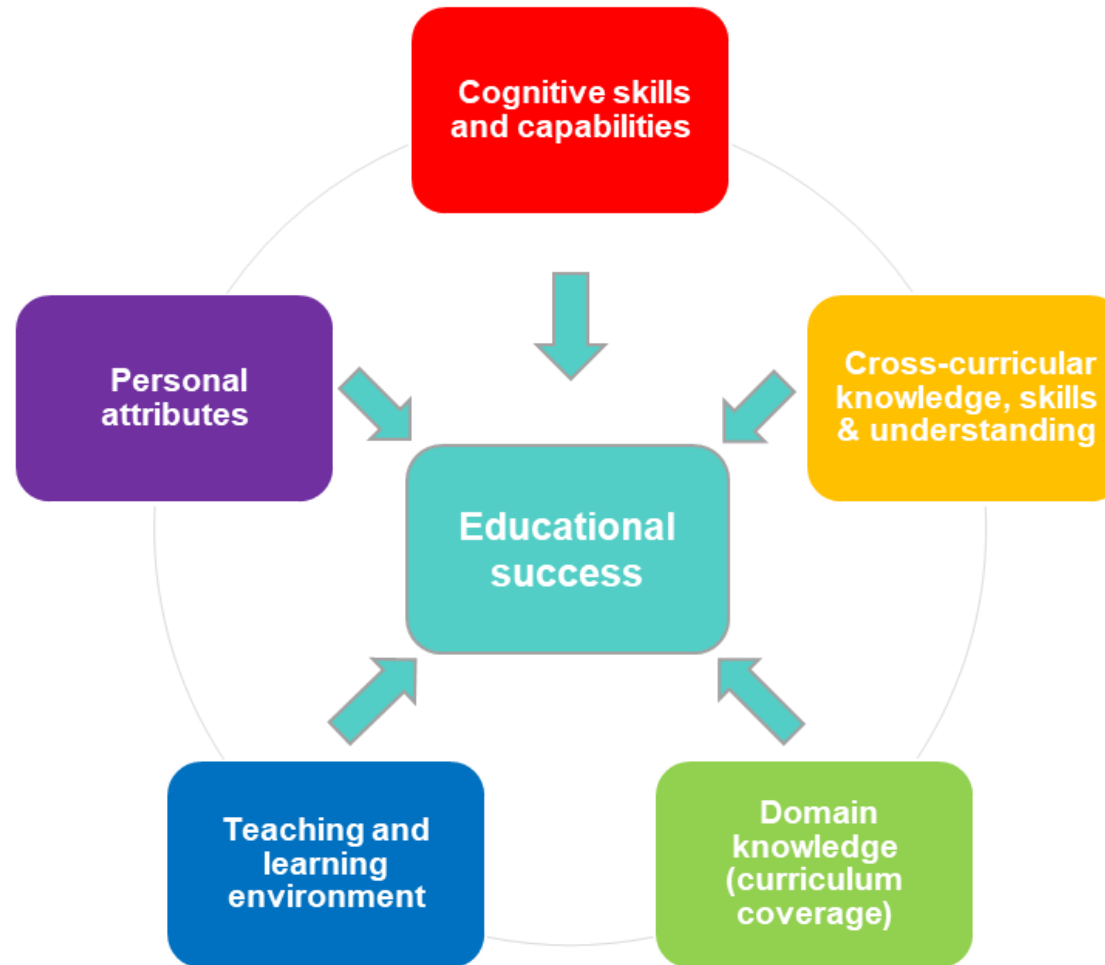 Cognitive skills
and capabilities
Personal
attributes
Cross-curricular
knowledge, skills
& understanding
Educational
success
Teaching and
learning
environment
Domain
knowledge
(curriculum
coverage)